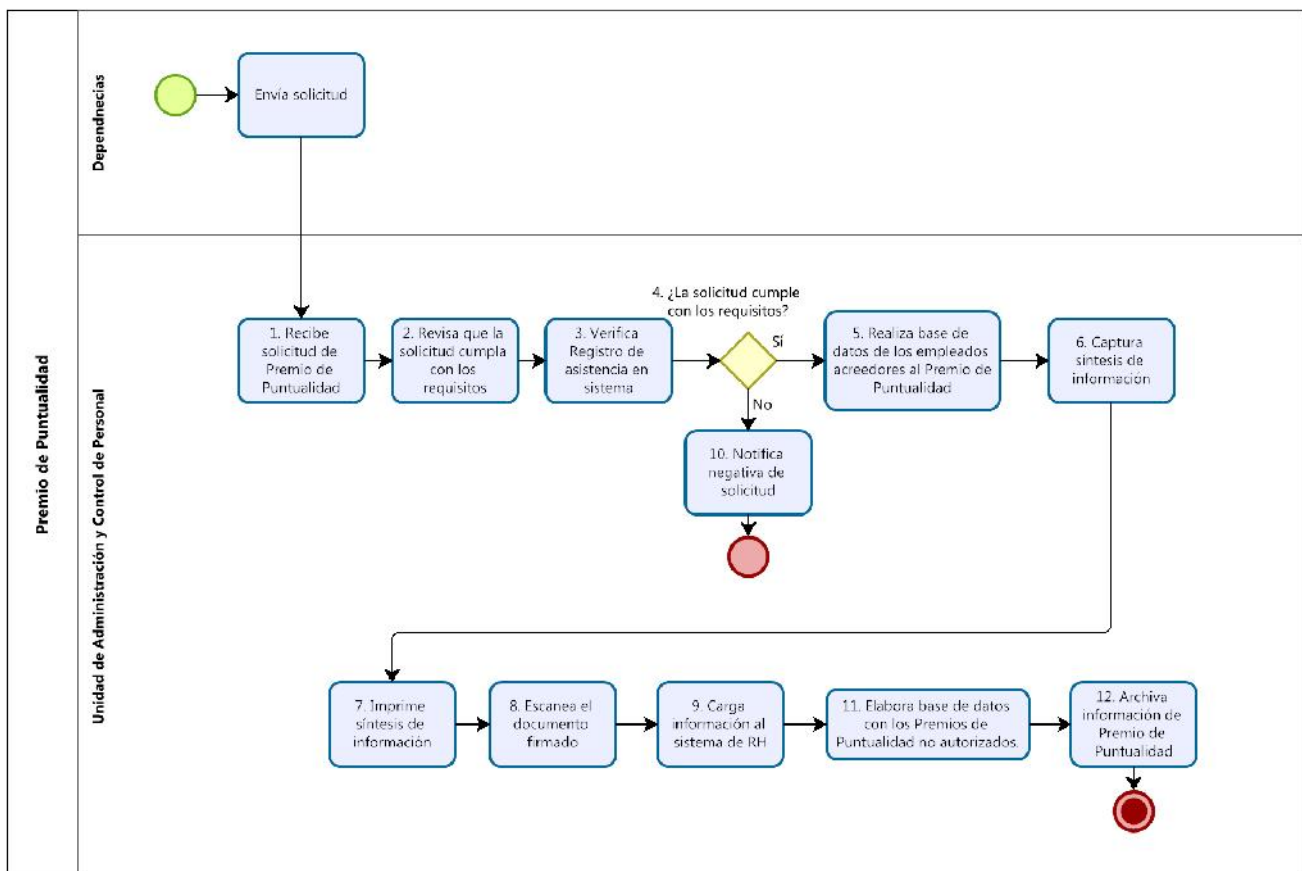 Premio de Puntualidad
Dependnecias
Envía solicitud
Unidad de Administración y Control de Personal
1. Recibe
solicitud de
Premio de
Puntualidad
2. Revisa que la
solicitud cumpla
con los
requisitos
3. Verifica
Registro de
asistencia en
sistema
4. ¿La solicitud cumple
con los requisitos?
Sí
No
5. Realiza base de
datos de los empleados
acreedores al Premio de
Puntualidad
6. Captura
síntesis de
información
10. Notifica
negativa de
solicitud
7. Imprime
síntesis de
información
8. Escanea el
documento
firmado
9. Carga
información al
sistema de RH
11. Elabora base de datos
con los Premios de
Puntualidad no autorizados.
12. Archiva
información de
Premio de
Puntualidad